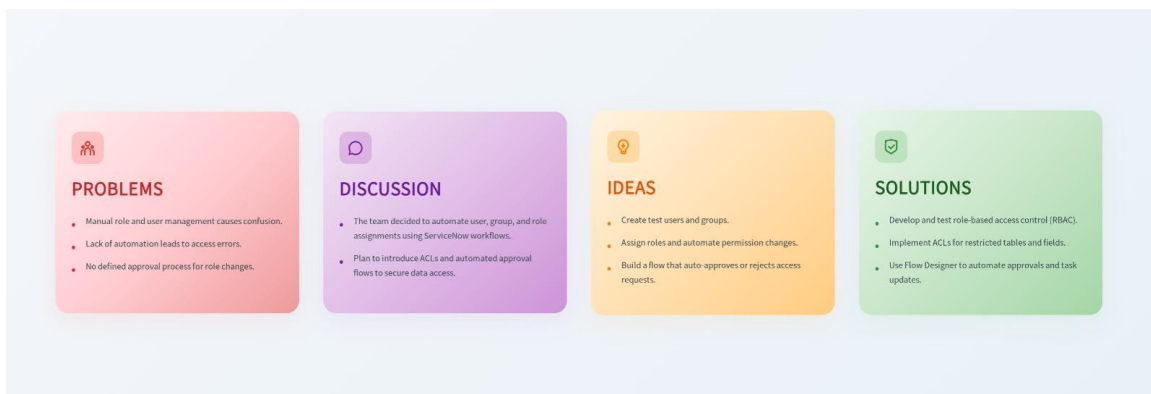 PROBLEMS
Manual role and user management causes confusion.
Lack of automation leads to access errors.
No defined approval process for role changes.
DISCUSSION
The team decided to automate user, group, and role
assignments using ServiceNow workflows.
Plan to introduce ACLs and automated approval
flows to secure data access.
IDEAS
Create test users and groups.
Assign roles and automate permission changes.
Build a flow that auto-approves or rejects access
requests.
SOLUTIONS
Develop and test role-based access control (RBAC).
Implement ACLs for restricted tables and fields.
Use Flow Designer to automate approvals and task
updates.